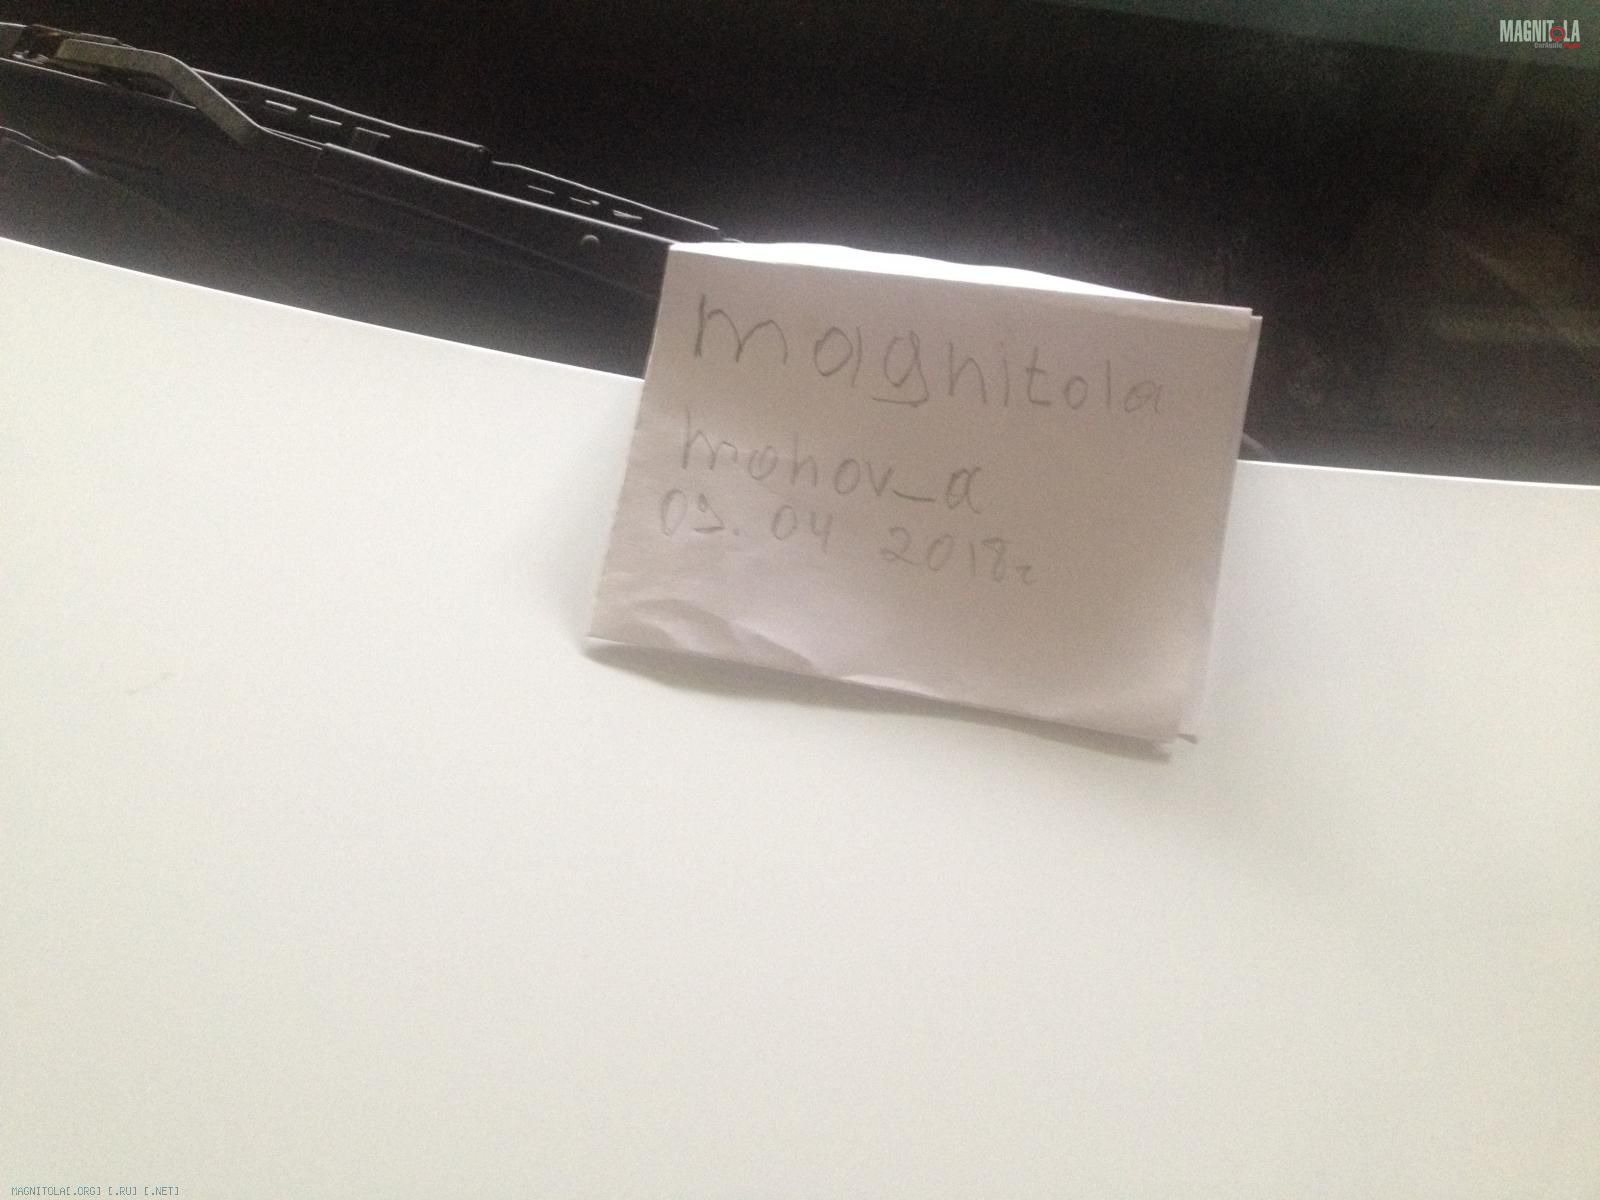 MAGNITOLA
magnitola
mohov_a
09. 04 2018г
MAGNITOLA[.ORG] [.RU] [.NET]